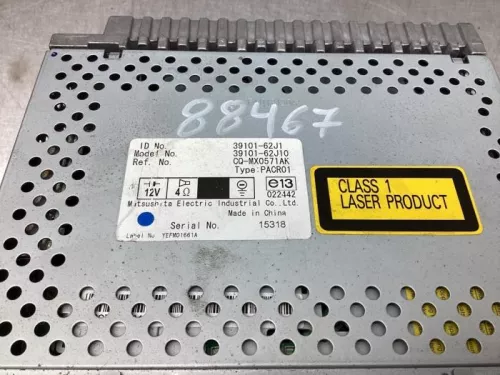 88467
ID No. 39101-62J1
Model No. 39101-62J10
Ref. No. CQ-MX0571AK
Type:PACR01
12V 4Ω e13
022442
Matsushita Electric Industrial Co.,Ltd.
Made in China
Serial No. 15318
Label No. YEFM01661A
CLASS 1
LASER PRODUCT